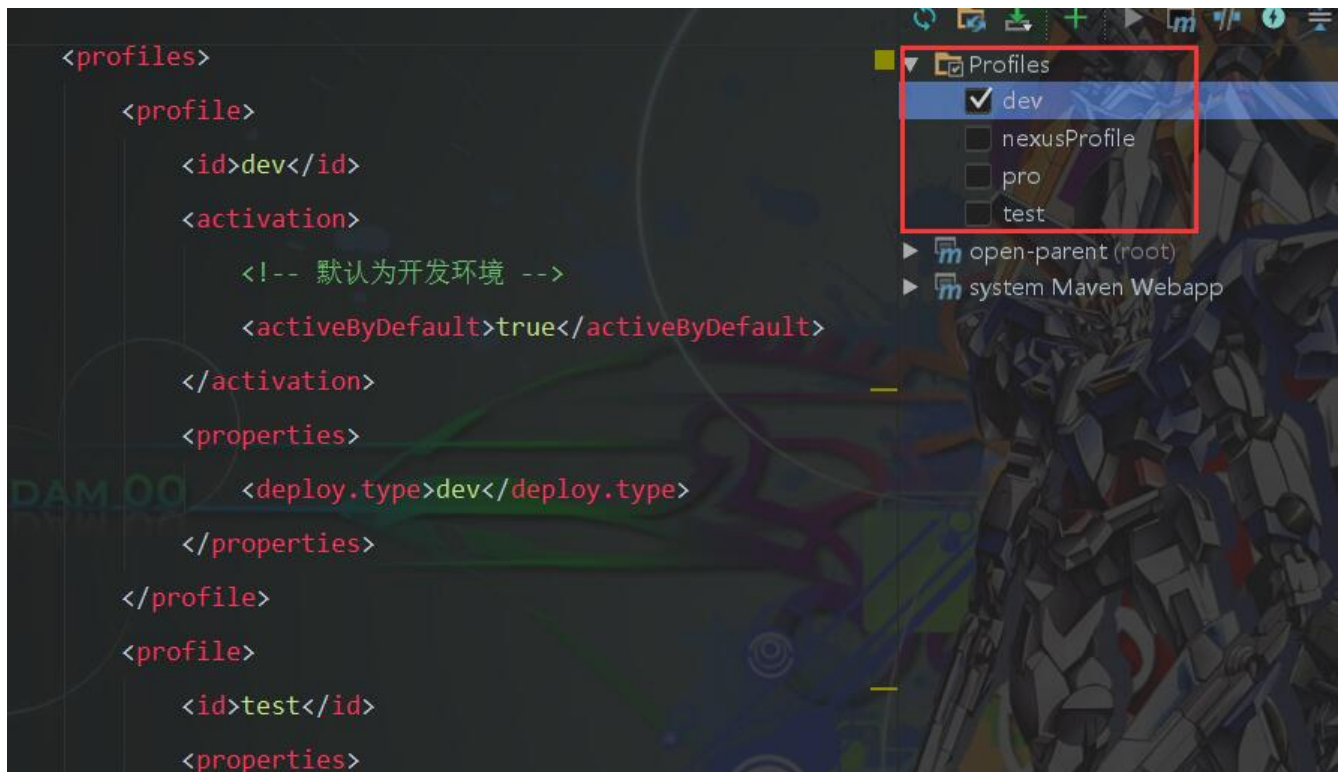 <profiles>
<profile>
<id>dev</id>
<activation>
<!-- 默认为开发环境 -->
<activeByDefault>true</activeByDefault>
</activation>
<properties>
<deploy.type>dev</deploy.type>
</properties>
</profile>
<profile>
<id>test</id>
<properties>
DAM 00
Profiles
dev
nexusProfile
pro
test
open-parent (root)
system Maven Webapp